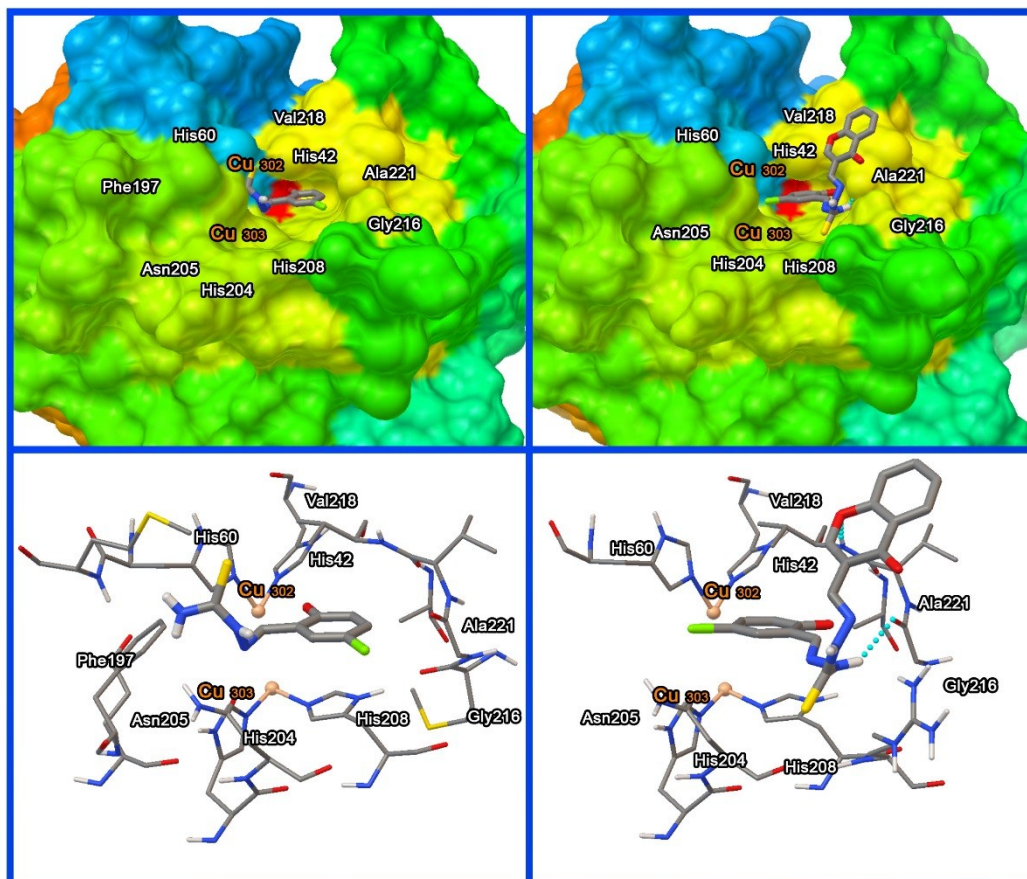 Val218
His60
Cu 302
His42
Phe197
Ala221
Cu 303
Gly216
Asn205
His208
His204
Val218
His60
His42
Cu 302
Ala221
Asn205
Cu 303
Gly216
His204
His208
Val218
His60
His42
Cu 302
Ala221
Phe197
Cu 303
Asn205
His208
Gly216
His204
Val218
His60
His42
Cu 302
Ala221
Gly216
Cu 303
Asn205
His204
His208